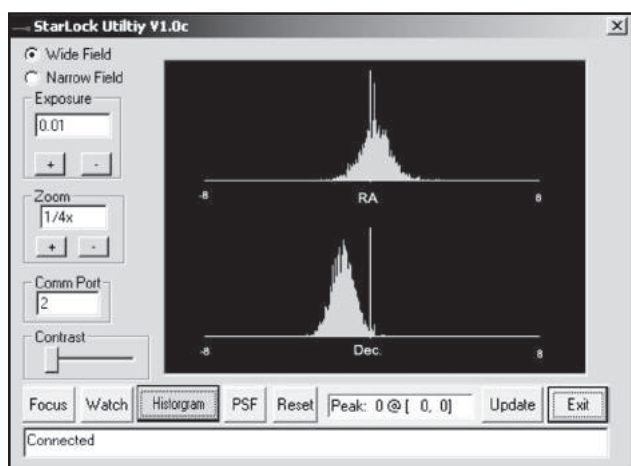 StarLock Utiltiy V1.0c
Wide Field
Narrow Field
Exposure
0.01
+ -
Zoom
1/4x
+ -
Comm Port
2
Contrast
-8 RA 8
-8 Dec. 8
Focus Watch Historgram PSF Reset Peak: 0 @ [ 0, 0] Update Exit
Connected